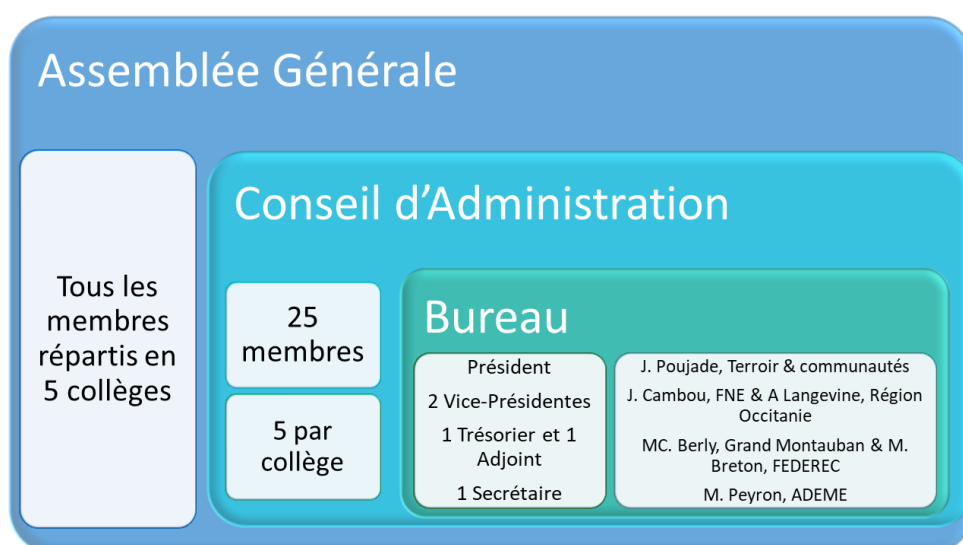 Assemblée Générale
Tous les
membres
répartis en
5 collèges
Conseil d'Administration
25
membres
5 par
collège
Bureau
Président
2 Vice-Présidentes
1 Trésorier et 1
Adjoint
1 Secrétaire
J. Poujade, Terroir & communautés
J. Cambou, FNE & A Langevine, Région
Occitanie
MC. Berly, Grand Montauban & M.
Breton, FEDEREC
M. Peyron, ADEME